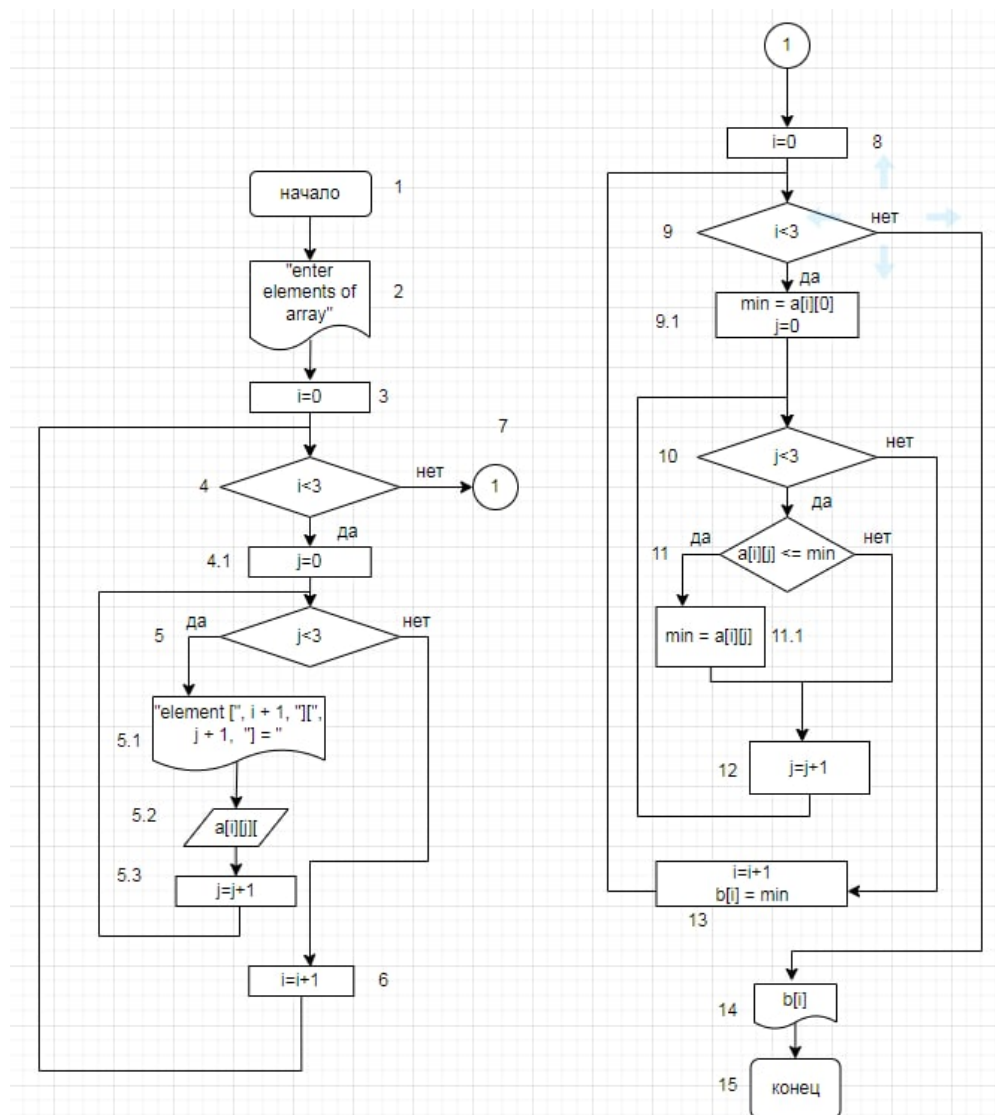 начало
1
"enter
elements of
array"
2
i=0
3
7
4
i<3
нет
1
да
4.1
j=0
5
да
j<3
нет
"element [", i + 1, "][",
j + 1, "] = "
5.1
5.2
a[i][j][
5.3
j=j+1
i=i+1
6
1
i=0
8
9
i<3
нет
да
9.1
min = a[i][0]
j=0
10
j<3
нет
да
11
да
a[i][j] <= min
нет
min = a[i][j]
11.1
12
j=j+1
i=i+1
b[i] = min
13
14
b[i]
15
конец